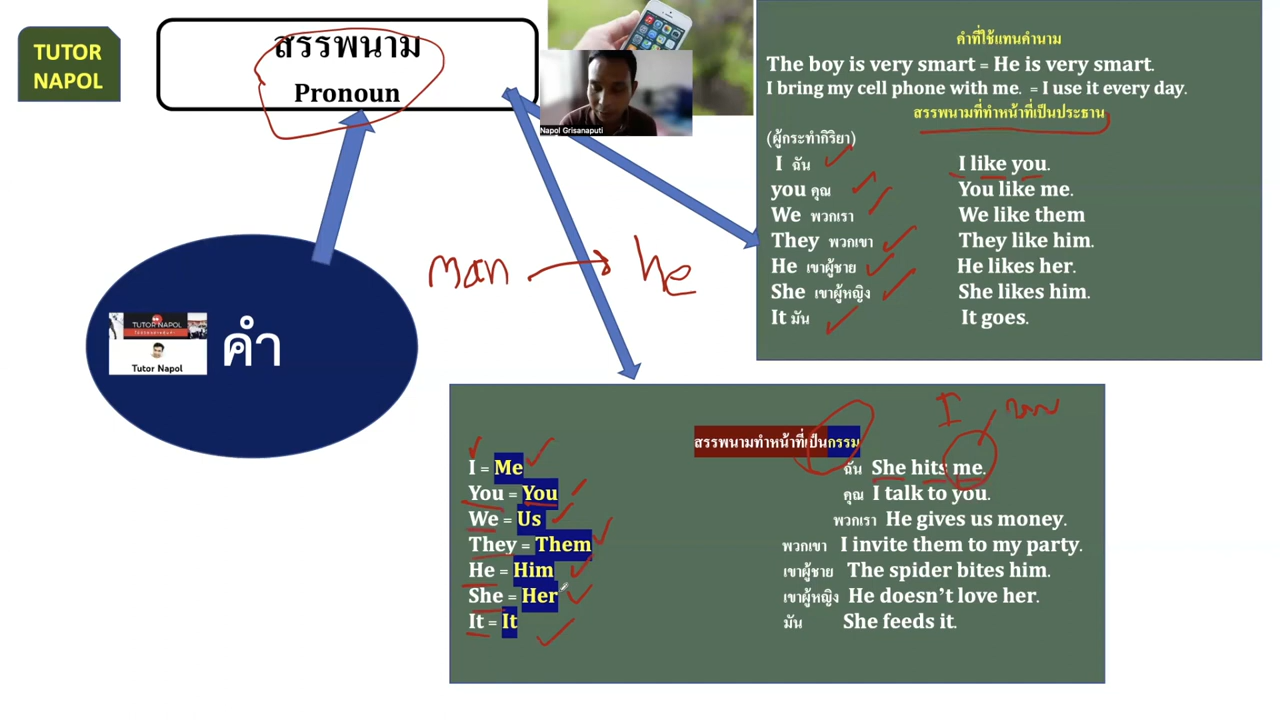 TUTOR
NAPOL
สรรพนาม
Pronoun
Napol Grisanaputi
คำที่ใช้แทนคำนาม
The boy is very smart = He is very smart.
I bring my cell phone with me. = I use it every day.
สรรพนามที่ทำหน้าที่เป็นประธาน
(ผู้กระทำกิริยา)
I ฉัน I like you.
you คุณ You like me.
We พวกเรา We like them
They พวกเขา They like him.
He เขาผู้ชาย He likes her.
She เขาผู้หญิง She likes him.
It มัน It goes.
man he
TUTOR NAPOL
Tutor Napol
คำ
I
สรรพนามทำหน้าที่เป็นกรรม
I = Me ฉัน She hits me.
You = You คุณ I talk to you.
We = Us พวกเรา He gives us money.
They = Them พวกเขา I invite them to my party.
He = Him เขาผู้ชาย The spider bites him.
She = Her เขาผู้หญิง He doesn’t love her.
It = It มัน She feeds it.